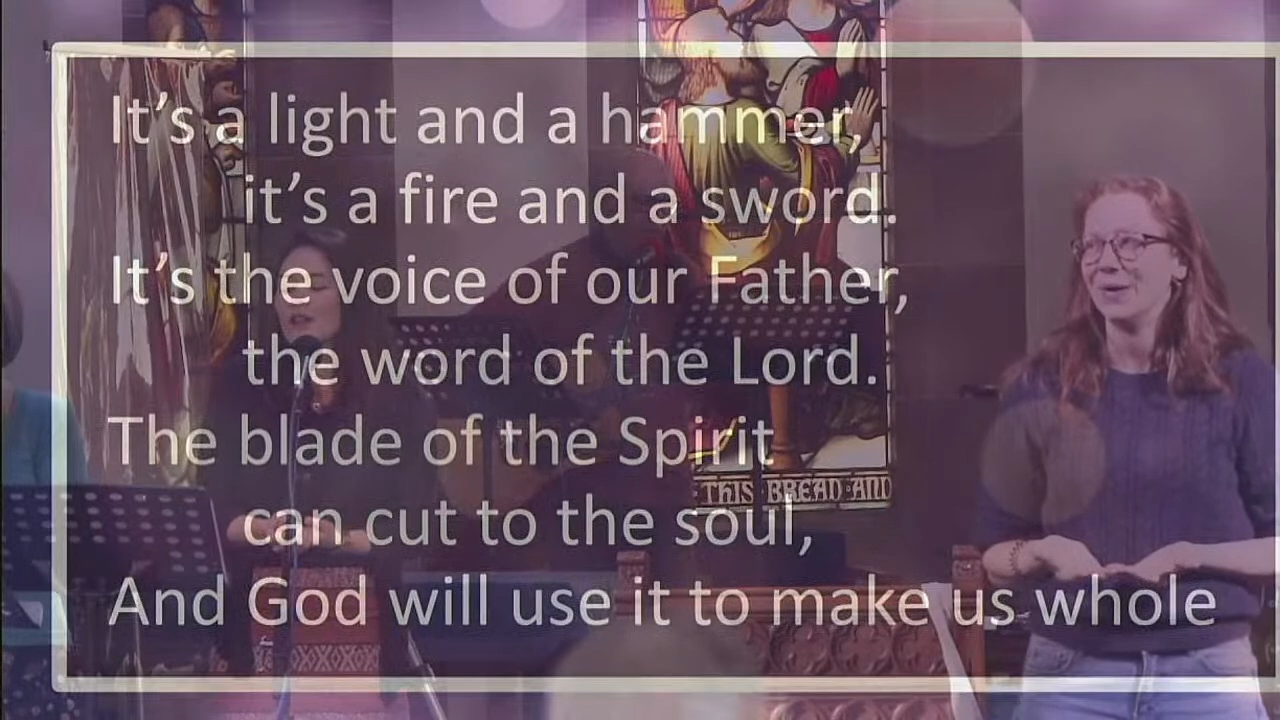 It's a light and a hammer,
it's a fire and a sword.
It's the voice of our Father,
the word of the Lord.
The blade of the Spirit
can cut to the soul,
And God will use it to make us whole
THIS BREAD AND